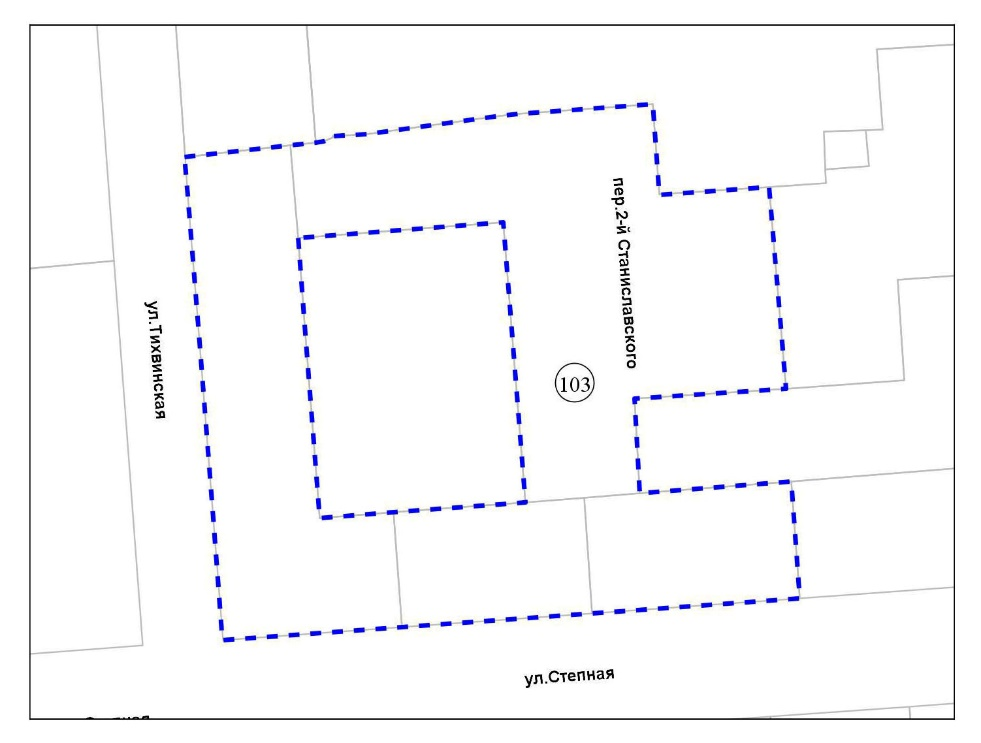 пер.2-й Станиславского
ул.Тихвинская
103
ул.Степная